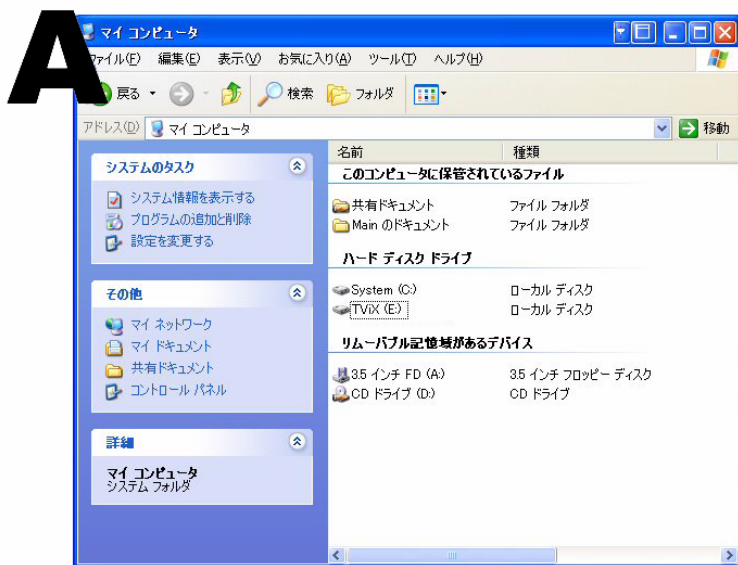 A
マイ コンピュータ
ファイル(F) 編集(E) 表示(V) お気に入り(A) ツール(T) ヘルプ(H)
戻る 検索 フォルダ
アドレス(D) マイ コンピュータ 移動
システムのタスク
システム情報を表示する
プログラムの追加と削除
設定を変更する
その他
マイ ネットワーク
マイ ドキュメント
共有ドキュメント
コントロール パネル
詳細
マイ コンピュータ
システム フォルダ
名前 種類
このコンピュータに保管されているファイル
共有ドキュメント ファイル フォルダ
Main のドキュメント ファイル フォルダ
ハード ディスク ドライブ
System (C:) ローカル ディスク
TViX (E:) ローカル ディスク
リムーバブル記憶域があるデバイス
3.5 インチ FD (A:) 3.5 インチ フロッピー ディスク
CD ドライブ (D:) CD ドライブ